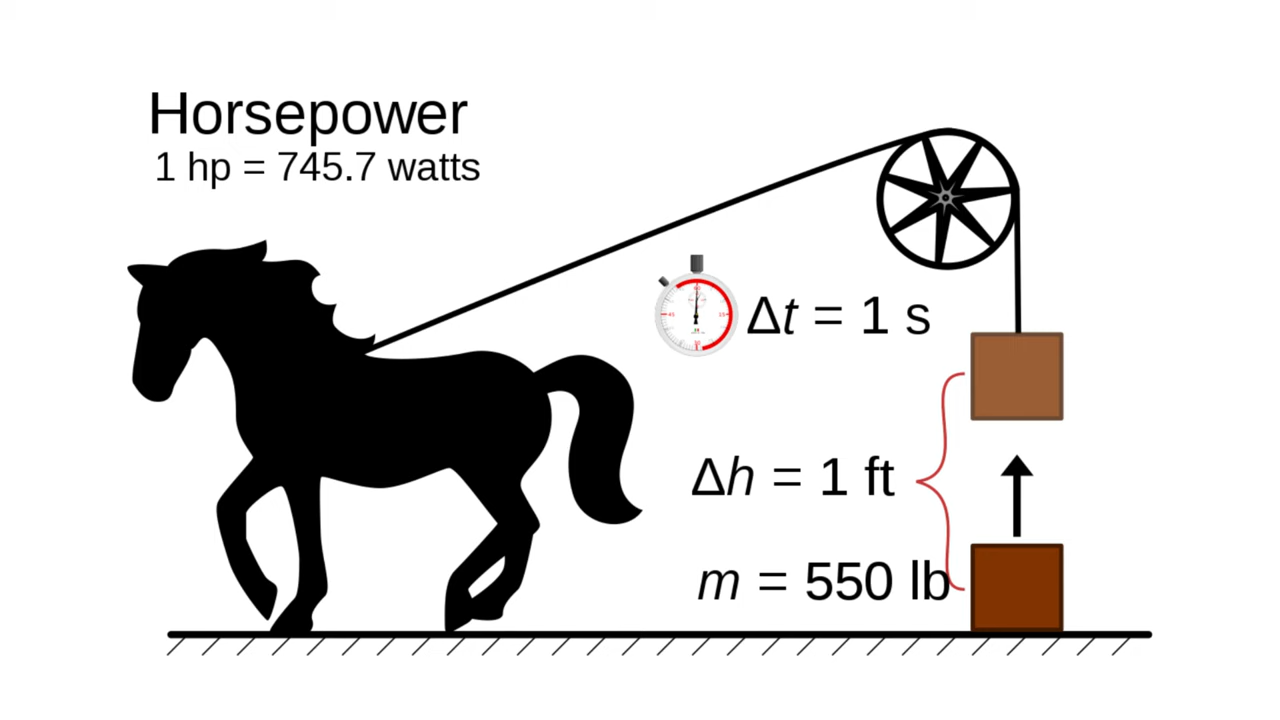 Horsepower
1 hp = 745.7 watts
Δt = 1 s
Δh = 1 ft
m = 550 lb